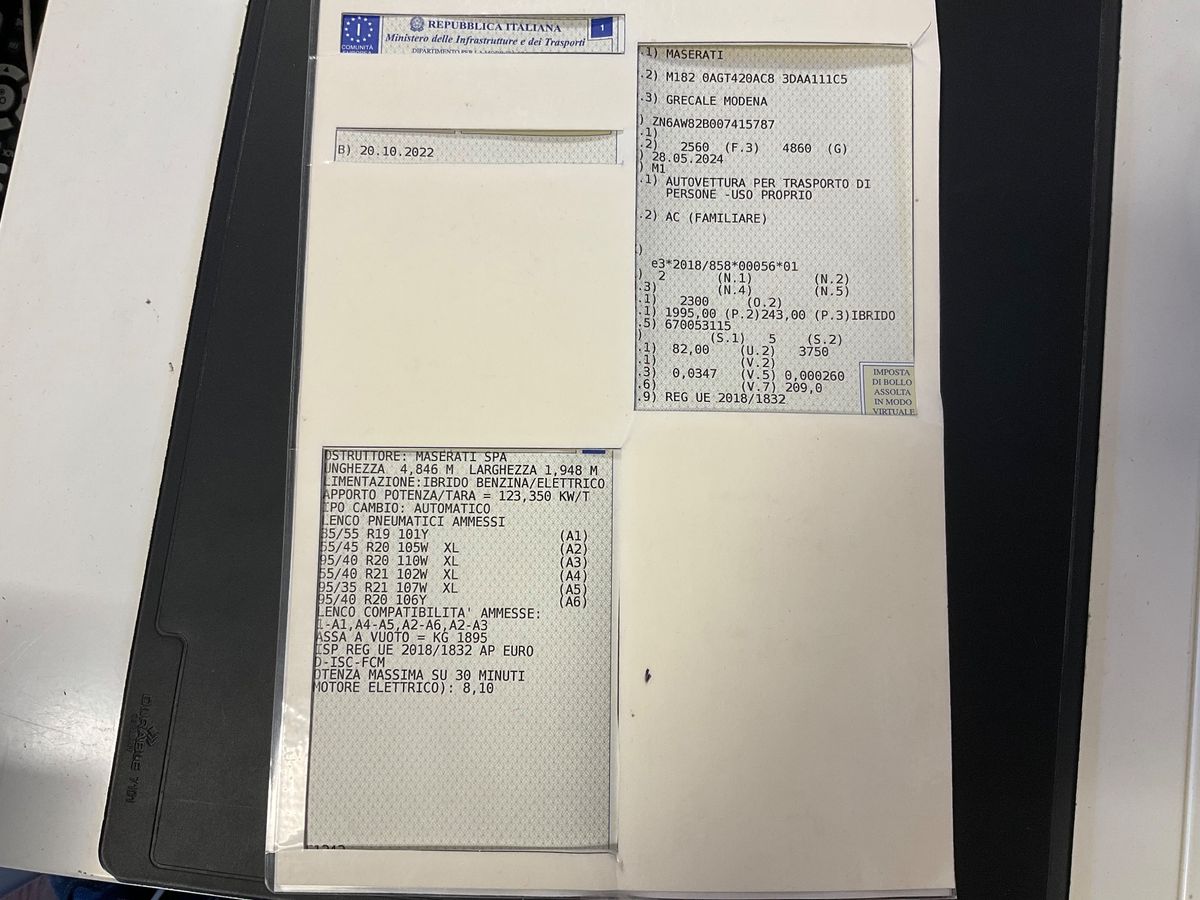 REPUBBLICA ITALIANA
1
Ministero delle Infrastrutture e dei Trasporti
COMUNITÀ
B) 20.10.2022
.1) MASERATI
.2) M182 0AGT420AC8 3DAA111C5
.3) GRECALE MODENA
) ZN6AW82B007415787
.1)
.2) 2560 (F.3) 4860 (G)
) 28.05.2024
) M1
.1) AUTOVETTURA PER TRASPORTO DI
PERSONE -USO PROPRIO
.2) AC (FAMILIARE)
)
e3*2018/858*00056*01
) 2 (N.1) (N.2)
.3) (N.4) (N.5)
.1) 2300 (O.2)
.1) 1995,00 (P.2)243,00 (P.3)IBRIDO
.5) 670053115
) (S.1) 5 (S.2)
.1) 82,00 (U.2) 3750
.1) (V.2)
.3) 0,0347 (V.5) 0,000260
.6) (V.7) 209,0
.9) REG UE 2018/1832
IMPOSTA
DI BOLLO
ASSOLTA
IN MODO
VIRTUALE
OSTRUTTORE: MASERATI SPA
UNGHEZZA 4,846 M LARGHEZZA 1,948 M
LIMENTAZIONE:IBRIDO BENZINA/ELETTRICO
APPORTO POTENZA/TARA = 123,350 KW/T
IPO CAMBIO: AUTOMATICO
LENCO PNEUMATICI AMMESSI
35/55 R19 101Y (A1)
55/45 R20 105W XL (A2)
95/40 R20 110W XL (A3)
55/40 R21 102W XL (A4)
95/35 R21 107W XL (A5)
95/40 R20 106Y (A6)
LENCO COMPATIBILITA' AMMESSE:
1-A1,A4-A5,A2-A6,A2-A3
ASSA A VUOTO = KG 1895
ISP REG UE 2018/1832 AP EURO
D-ISC-FCM
OTENZA MASSIMA SU 30 MINUTI
MOTORE ELETTRICO): 8,10
DURABLE